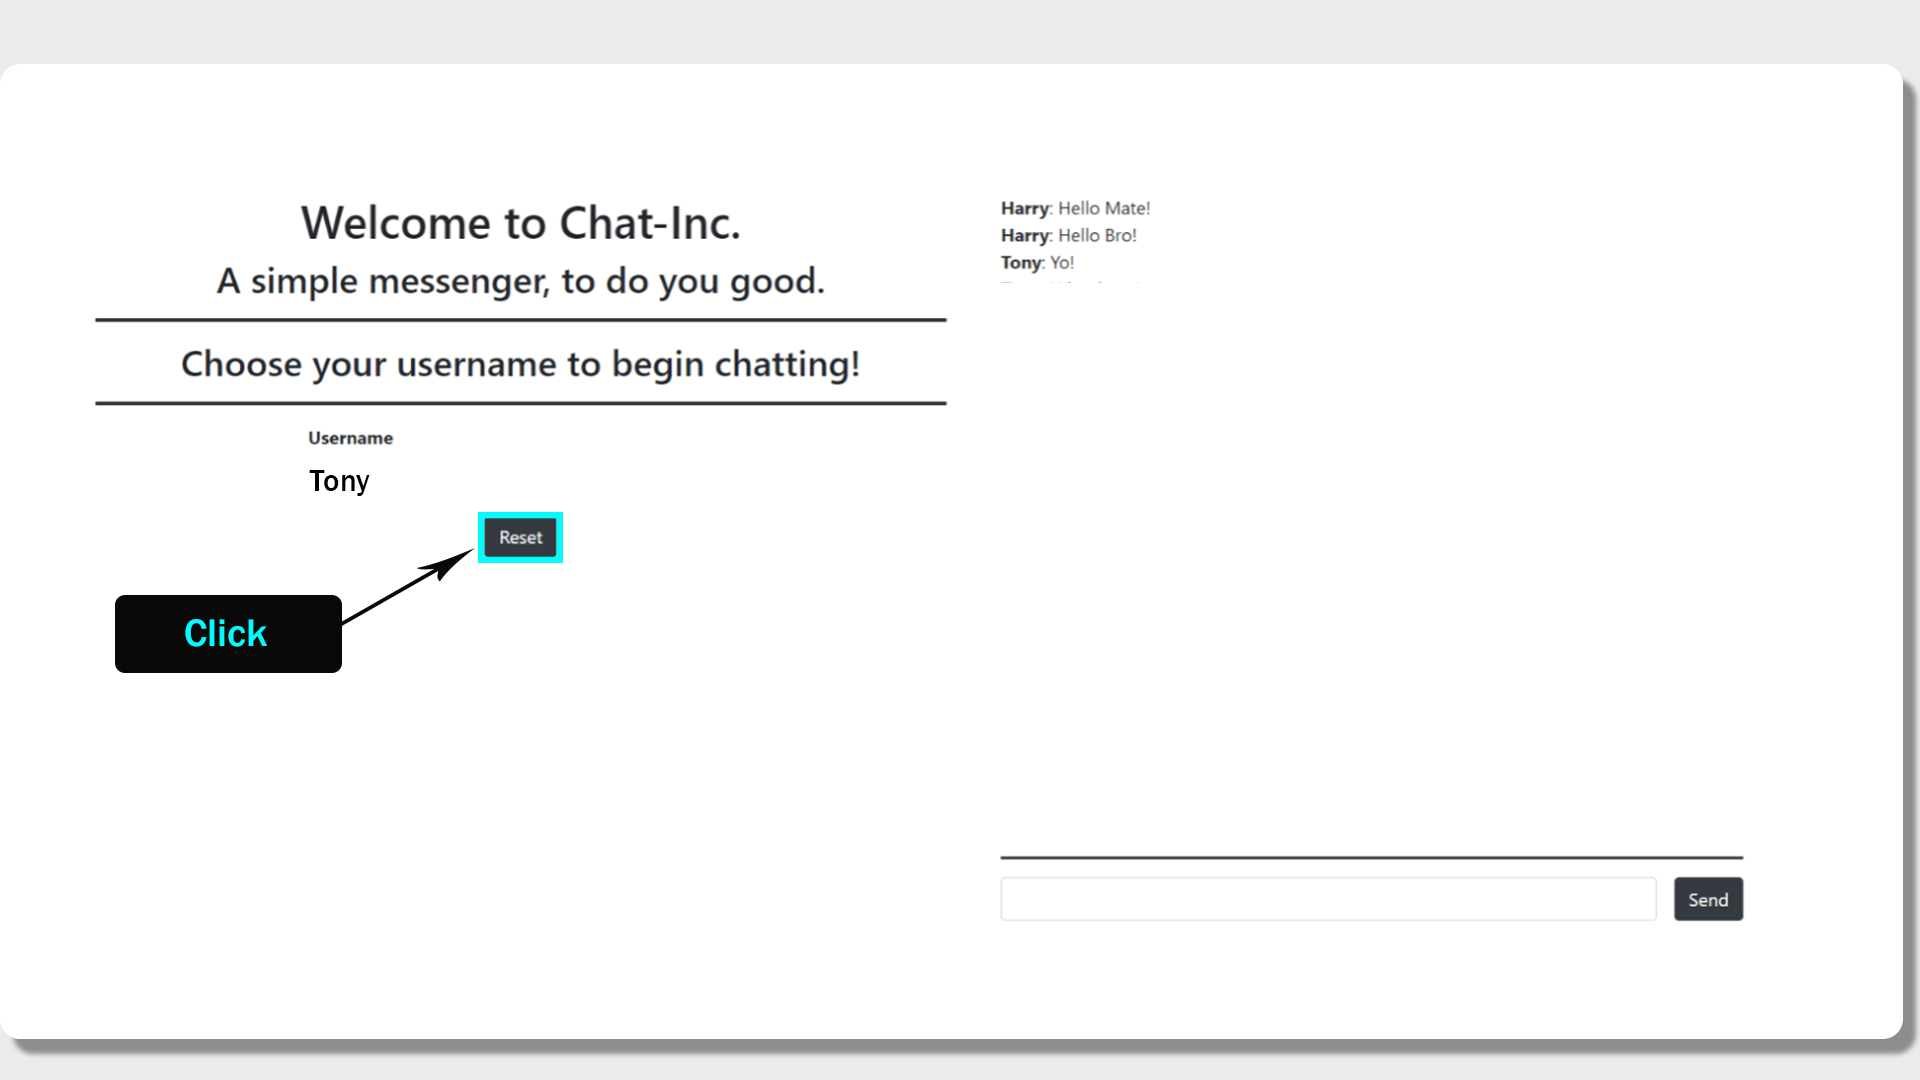 Welcome to Chat-Inc.
A simple messenger, to do you good.
Choose your username to begin chatting!
Username
Tony
Reset
Click
Harry: Hello Mate!
Harry: Hello Bro!
Tony: Yo!
Send